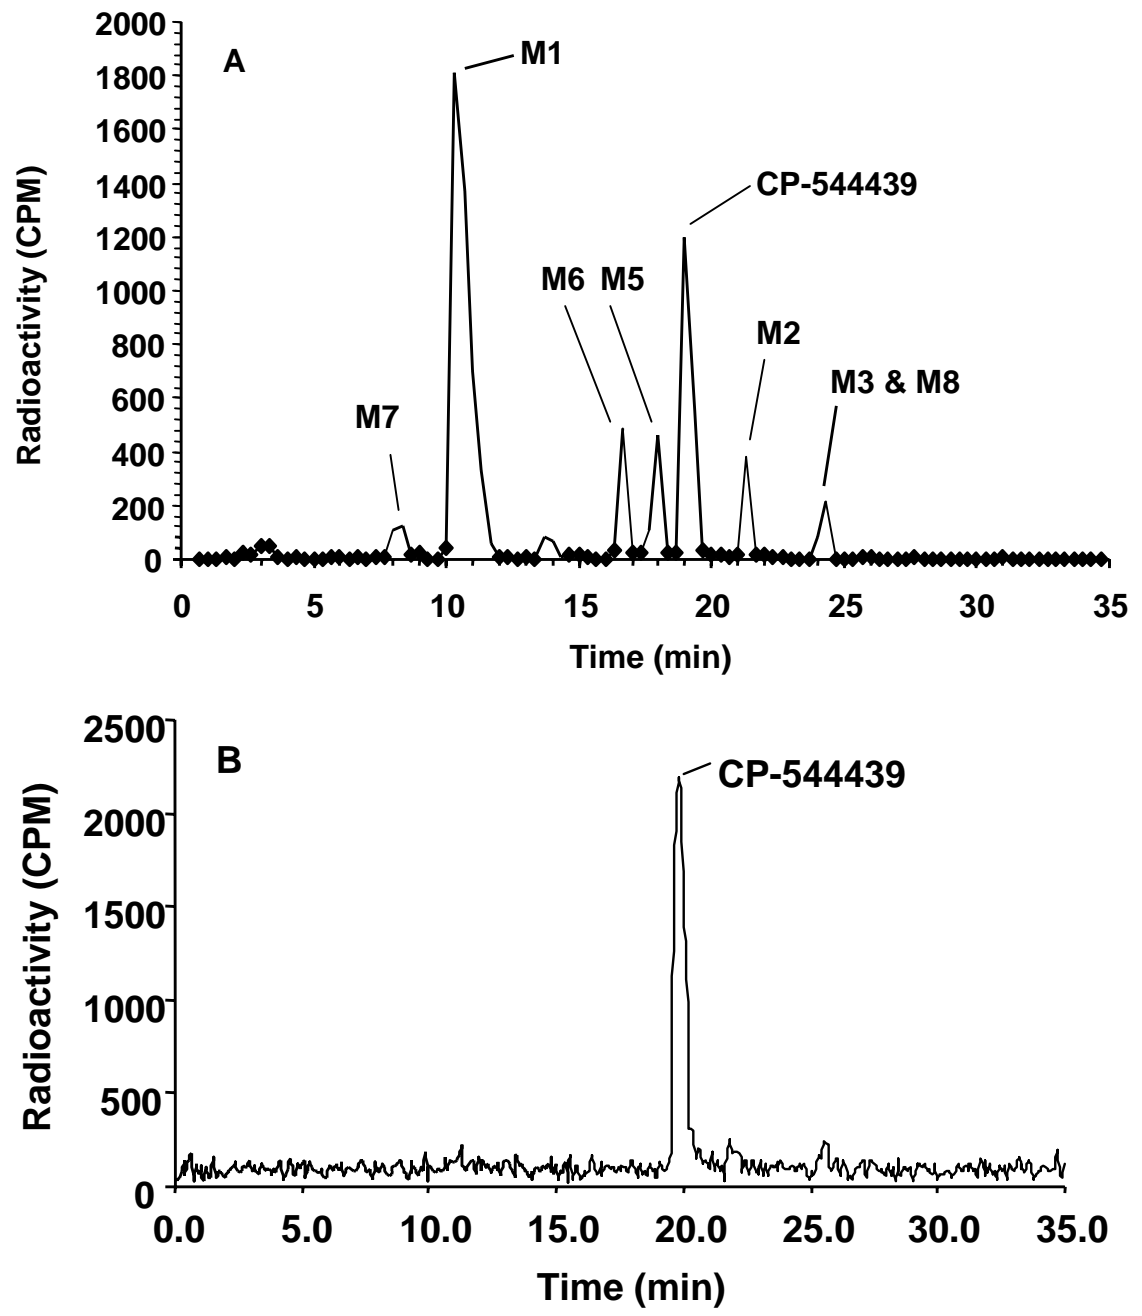 A
M1
CP-544439
M6 M5
M2
M3 & M8
M7
Radioactivity (CPM)
2000
1800
1600
1400
1200
1000
800
600
400
200
0
0 5 10 15 20 25 30 35
Time (min)
B
CP-544439
Radioactivity (CPM)
2500
2000
1500
1000
500
0
0.0 5.0 10.0 15.0 20.0 25.0 30.0 35.0
Time (min)